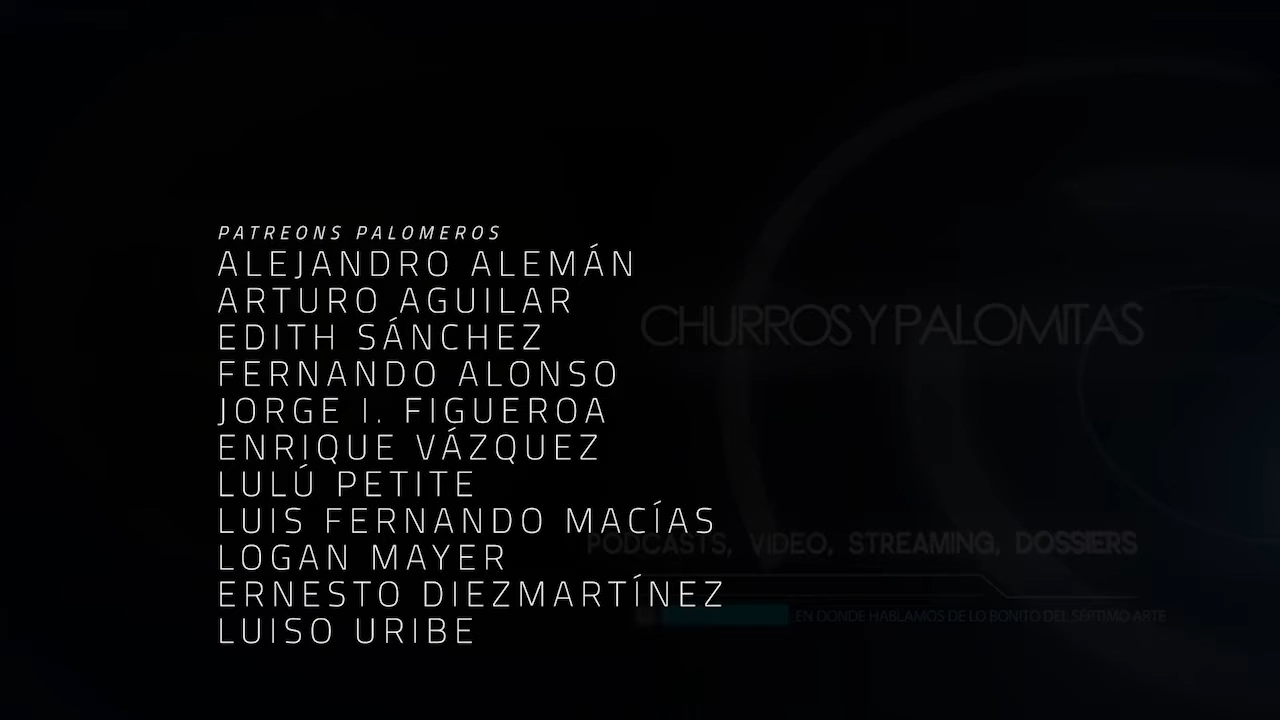 PATREONS PALOMEROS
ALEJANDRO ALEMÁN
ARTURO AGUILAR
EDITH SÁNCHEZ
FERNANDO ALONSO
JORGE I. FIGUEROA
ENRIQUE VÁZQUEZ
LULÚ PETITE
LUIS FERNANDO MACÍAS
LOGAN MAYER
ERNESTO DIEZMARTÍNEZ
LUISO URIBE
CHURROS Y PALOMITAS
PODCASTS, VIDEO, STREAMING, DOSSIERS
EN DONDE HABLAMOS DE LO BONITO DEL SÉPTIMO ARTE